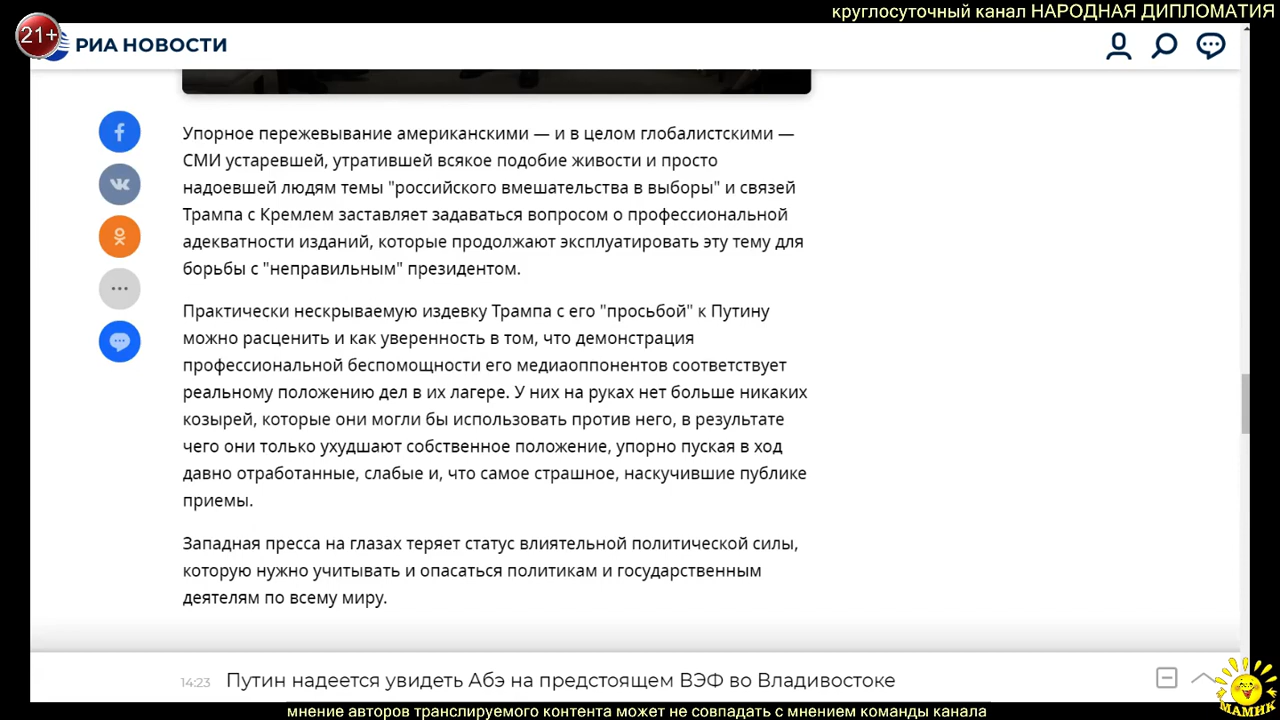 круглосуточный канал НАРОДНАЯ ДИПЛОМАТИЯ
21+
РИА НОВОСТИ
Упорное пережевывание американскими — и в целом глобалистскими —
СМИ устаревшей, утратившей всякое подобие живости и просто
надоевшей людям темы "российского вмешательства в выборы" и связей
Трампа с Кремлем заставляет задаваться вопросом о профессиональной
адекватности изданий, которые продолжают эксплуатировать эту тему для
борьбы с "неправильным" президентом.
Практически нескрываемую издевку Трампа с его "просьбой" к Путину
можно расценить и как уверенность в том, что демонстрация
профессиональной беспомощности его медиаоппонентов соответствует
реальному положению дел в их лагере. У них на руках нет больше никаких
козырей, которые они могли бы использовать против него, в результате
чего они только ухудшают собственное положение, упорно пуская в ход
давно отработанные, слабые и, что самое страшное, наскучившие публике
приемы.
Западная пресса на глазах теряет статус влиятельной политической силы,
которую нужно учитывать и опасаться политикам и государственным
деятелям по всему миру.
14:23 Путин надеется увидеть Абэ на предстоящем ВЭФ во Владивостоке
МАМИК
мнение авторов транслируемого контента может не совпадать с мнением команды канала